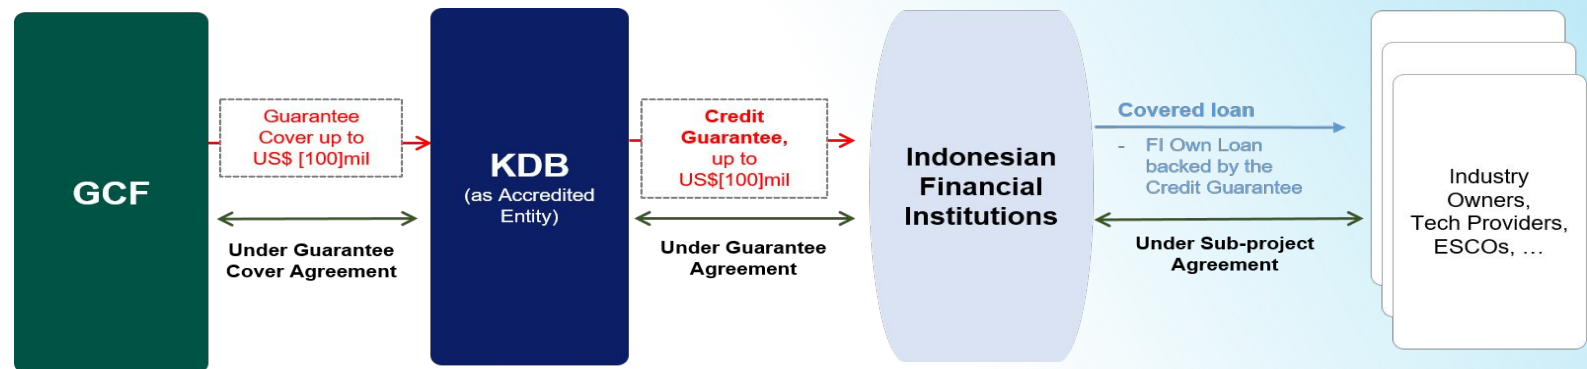 GCF
Guarantee
Cover up to
US$ [100]mil
Under Guarantee
Cover Agreement
KDB
(as Accredited
Entity)
Credit
Guarantee,
up to
US$[100]mil
Under Guarantee
Agreement
Indonesian
Financial
Institutions
Covered loan
- FI Own Loan
backed by the
Credit Guarantee
Under Sub-project
Agreement
Industry
Owners,
Tech Providers,
ESCOs, …